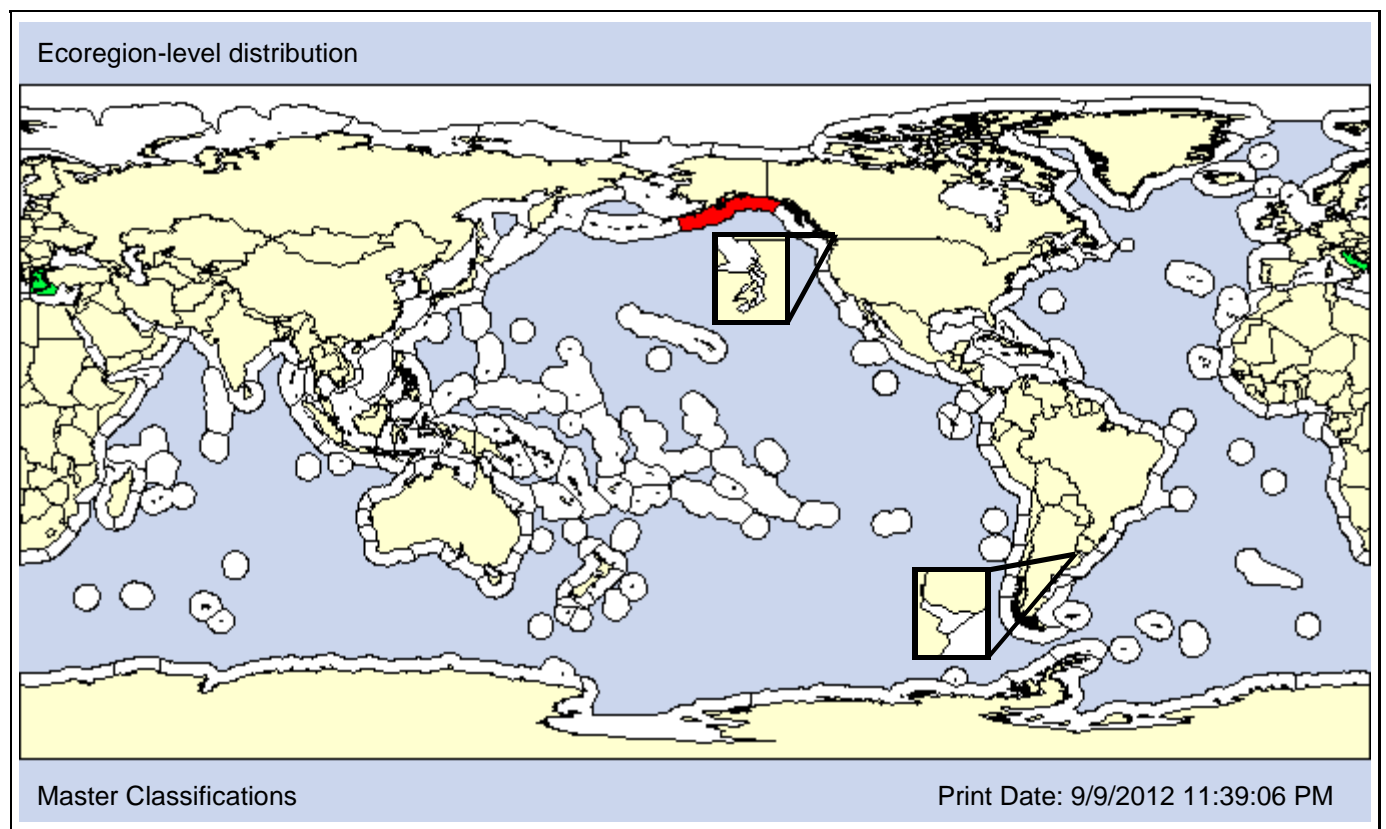 Ecoregion-level distribution
Master Classifications
Print Date: 9/9/2012 11:39:06 PM